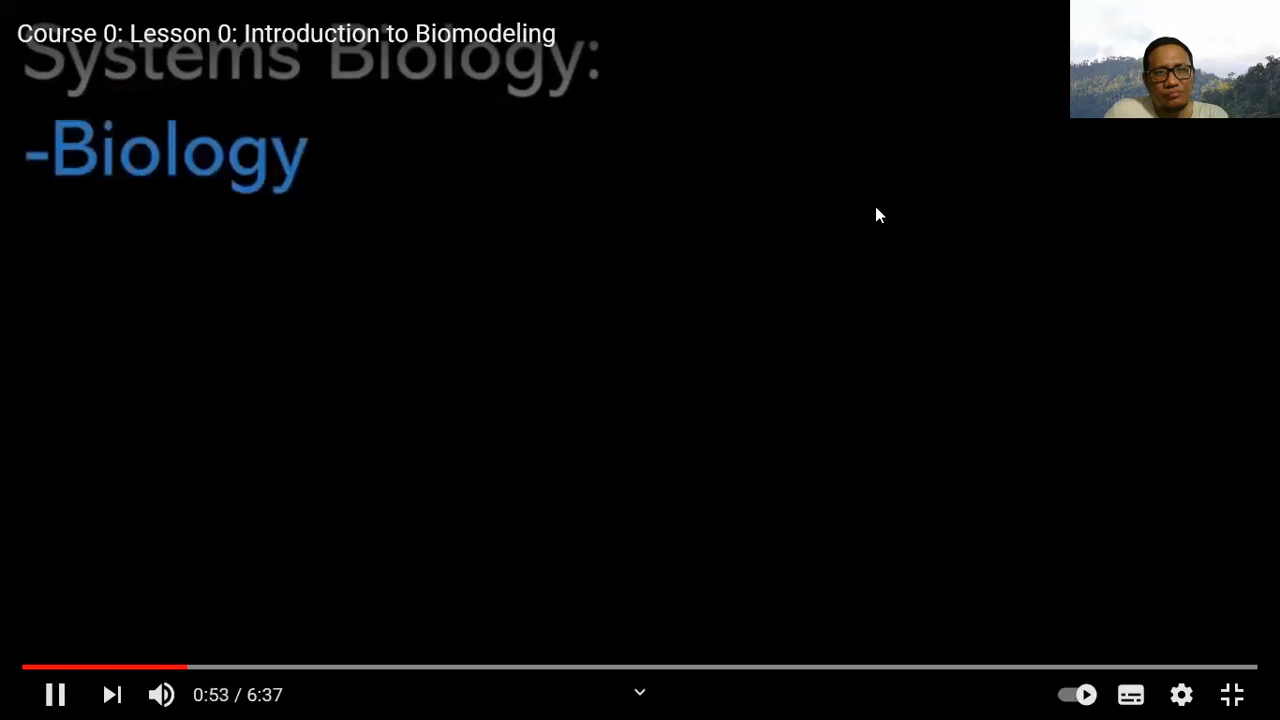 Course 0: Lesson 0: Introduction to Biomodeling
Systems Biology:
-Biology
0:53 / 6:37